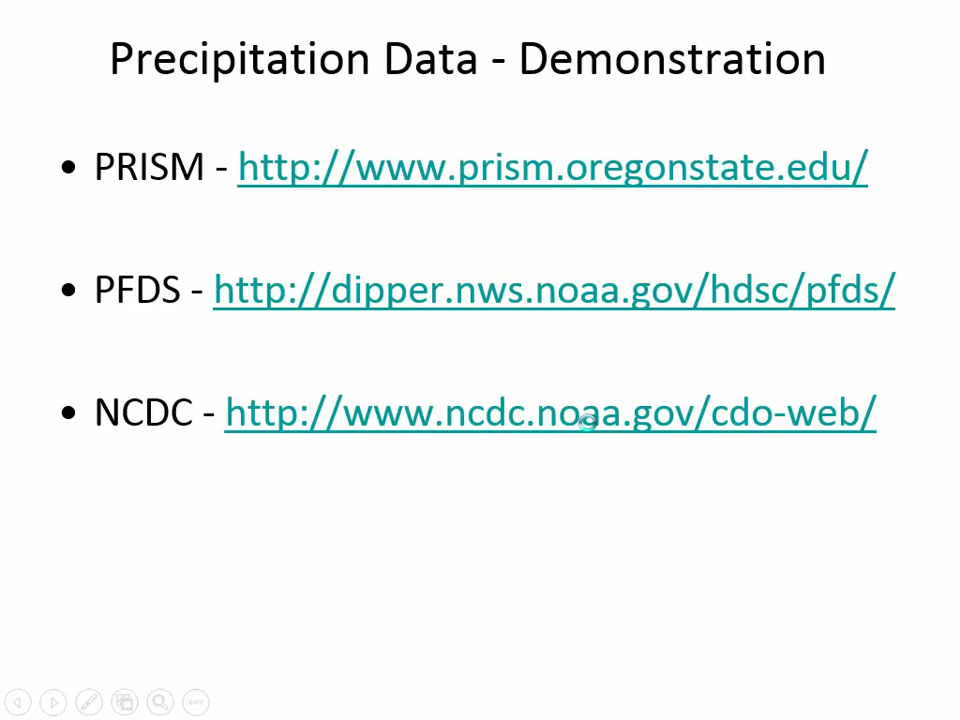 Precipitation Data - Demonstration
• PRISM - http://www.prism.oregonstate.edu/
• PFDS - http://dipper.nws.noaa.gov/hdsc/pfds/
• NCDC - http://www.ncdc.noaa.gov/cdo-web/